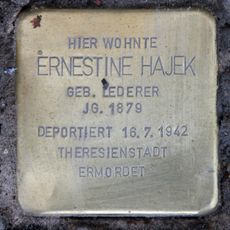 HIER WOHNTE
ERNESTINE HAJEK
GEB. LEDERER
JG. 1879
DEPORTIERT 16.7.1942
THERESIENSTADT
ERMORDET